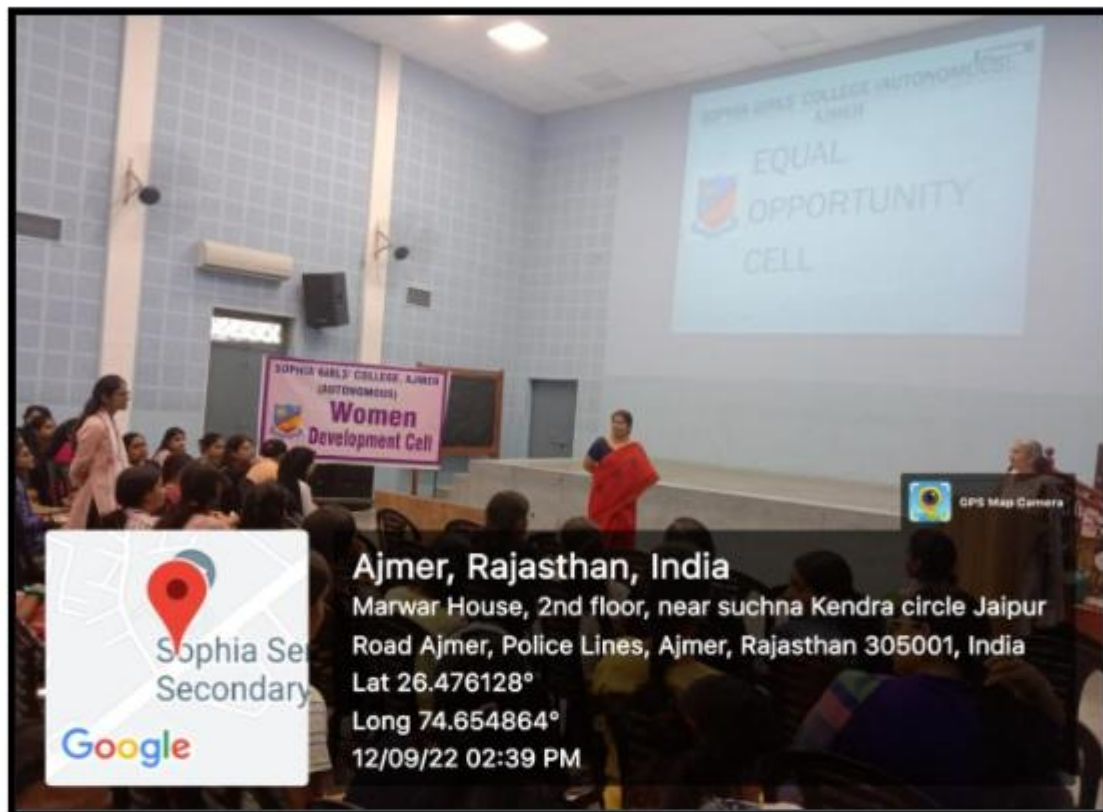 SOPHIA GIRLS' COLLEGE (AUTONOMOUS),
AJMER
EQUAL
OPPORTUNITY
CELL
SOPHIA GIRLS' COLLEGE, AJMER
(AUTONOMOUS)
Women
Development Cell
GPS Map Camera
Sophia Se
Secondary
Google
Ajmer, Rajasthan, India
Marwar House, 2nd floor, near suchna Kendra circle Jaipur
Road Ajmer, Police Lines, Ajmer, Rajasthan 305001, India
Lat 26.476128°
Long 74.654864°
12/09/22 02:39 PM